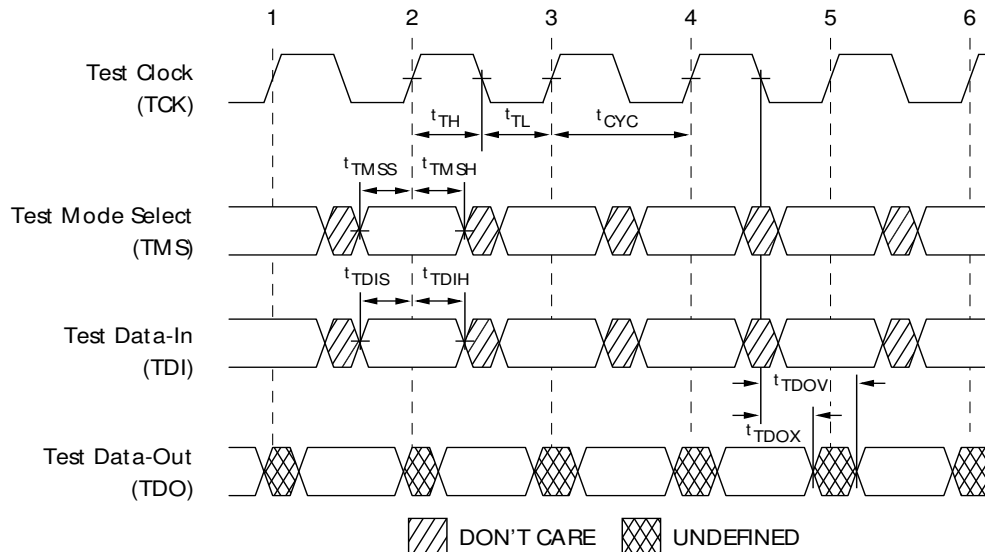 1 2 3 4 5 6
Test Clock
(TCK)
tTH tTL tCYC
tTMSS tTMSH
Test Mode Select
(TMS)
tTDIS tTDIH
Test Data-In
(TDI)
tTDOV
tTDOX
Test Data-Out
(TDO)
DON'T CARE UNDEFINED